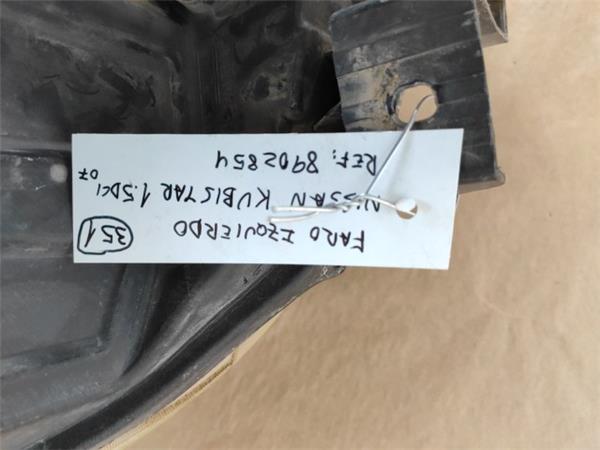 FARO IZQUIERDO 351
NISSAN KUBISTAR 1.5DCI 07
REF: 8902854